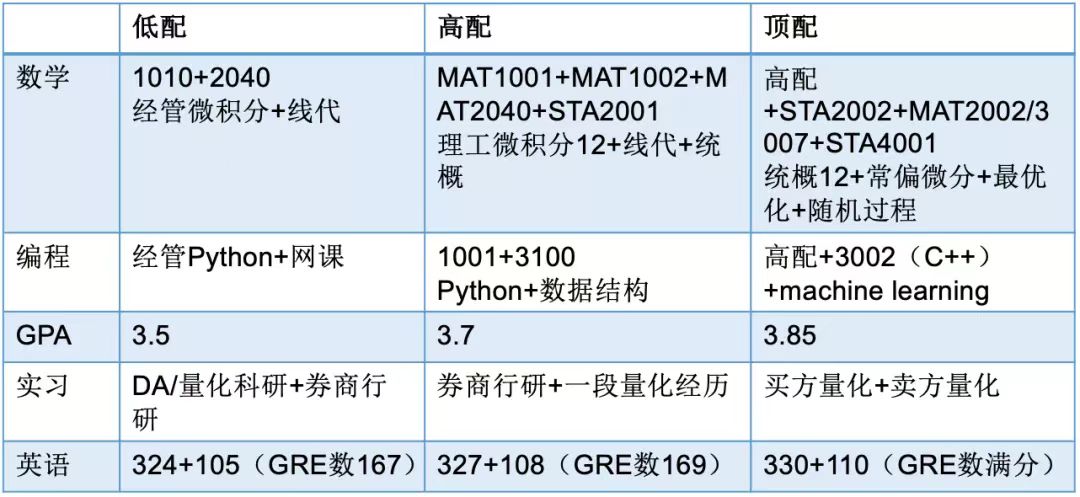 低配 高配 顶配
数学 1010+2040 MAT1001+MAT1002+M 高配
经管微积分+线代 AT2040+STA2001 +STA2002+MAT2002/3
理工微积分12+线代+统 007+STA4001
概 统概12+常偏微分+最优
化+随机过程
编程 经管Python+网课 1001+3100 高配+3002（C++）
Python+数据结构 +machine learning
GPA 3.5 3.7 3.85
实习 DA/量化科研+券商行 券商行研+一段量化经历 买方量化+卖方量化
研
英语 324+105（GRE数167） 327+108（GRE数169） 330+110（GRE数满分）